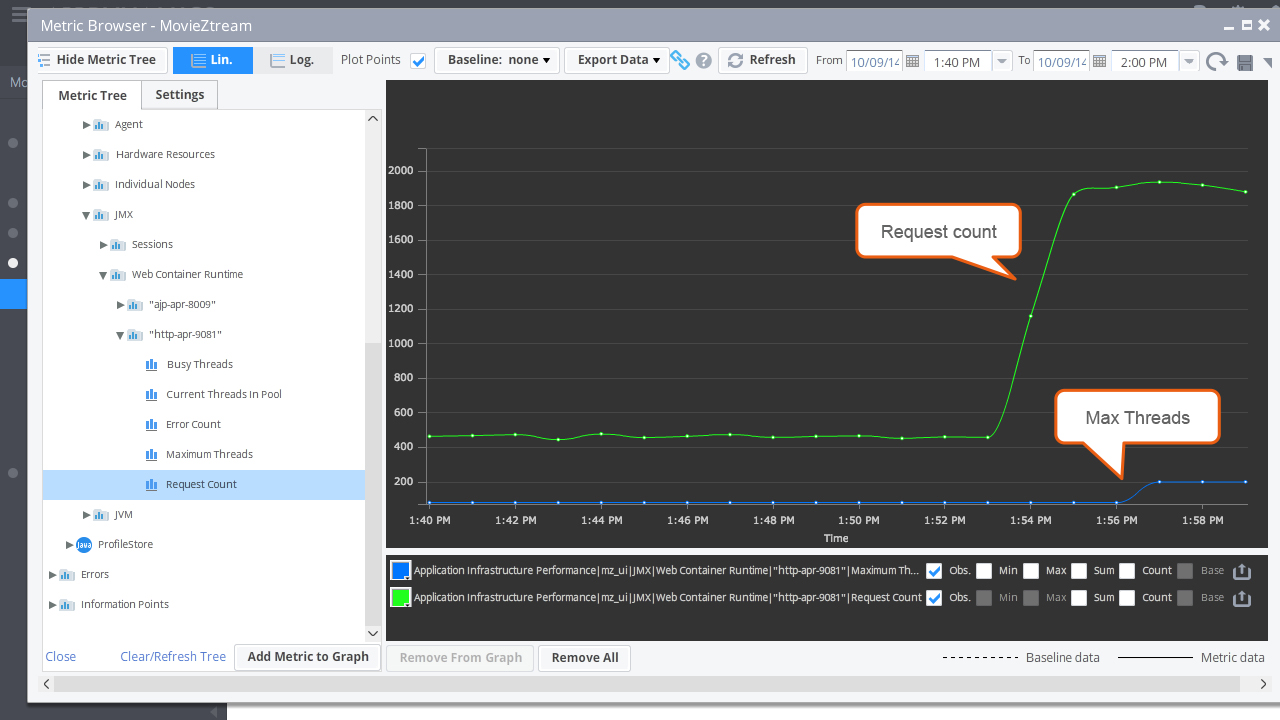 Metric Browser - MovieZtream
Hide Metric Tree
Lin.
Log.
Plot Points
Baseline: none
Export Data
?
Refresh
From
10/09/14
1:40 PM
To
10/09/14
2:00 PM
Mo
Metric Tree
Settings
Agent
Hardware Resources
Individual Nodes
JMX
Sessions
Web Container Runtime
"ajp-apr-8009"
"http-apr-9081"
Busy Threads
Current Threads In Pool
Error Count
Maximum Threads
Request Count
JVM
Java
ProfileStore
Errors
Information Points
Close
Clear/Refresh Tree
Add Metric to Graph
2000
1800
1600
1400
1200
1000
800
600
400
200
Request count
Max Threads
1:40 PM
1:42 PM
1:44 PM
1:46 PM
1:48 PM
1:50 PM
1:52 PM
1:54 PM
1:56 PM
1:58 PM
Time
Application Infrastructure Performance|mz_ui|JMX|Web Container Runtime|"http-apr-9081"|Maximum Th... Obs. Min Max Sum Count Base
Application Infrastructure Performance|mz_ui|JMX|Web Container Runtime|"http-apr-9081"|Request Count Obs. Min Max Sum Count Base
Remove From Graph
Remove All
Baseline data
Metric data